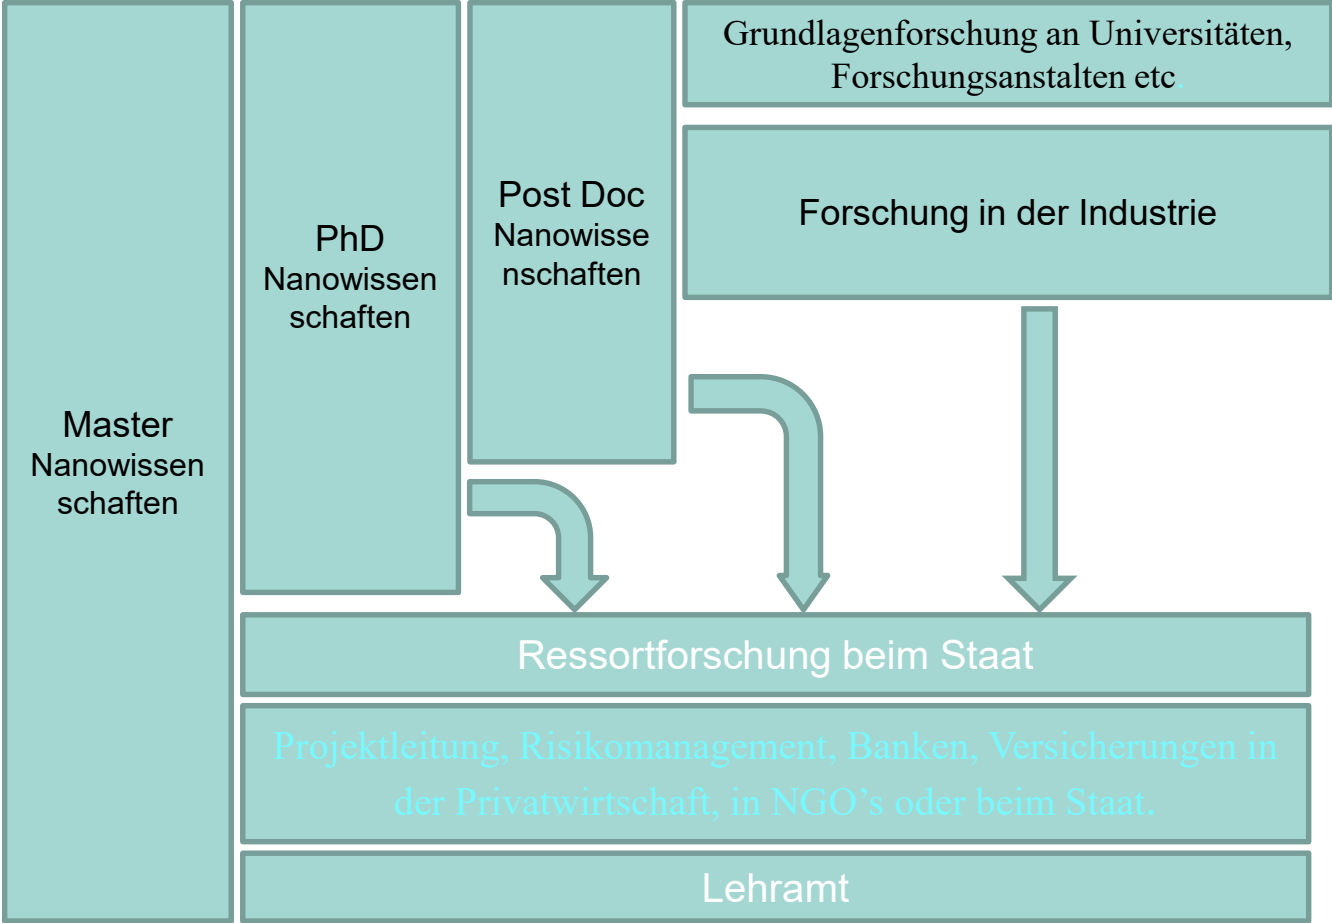 Master
Nanowissen
schaften
PhD
Nanowissen
schaften
Post Doc
Nanowisse
nschaften
Grundlagenforschung an Universitäten,
Forschungsanstalten etc.
Forschung in der Industrie
Ressortforschung beim Staat
Projektleitung, Risikomanagement, Banken, Versicherungen in
der Privatwirtschaft, in NGO’s oder beim Staat.
Lehramt